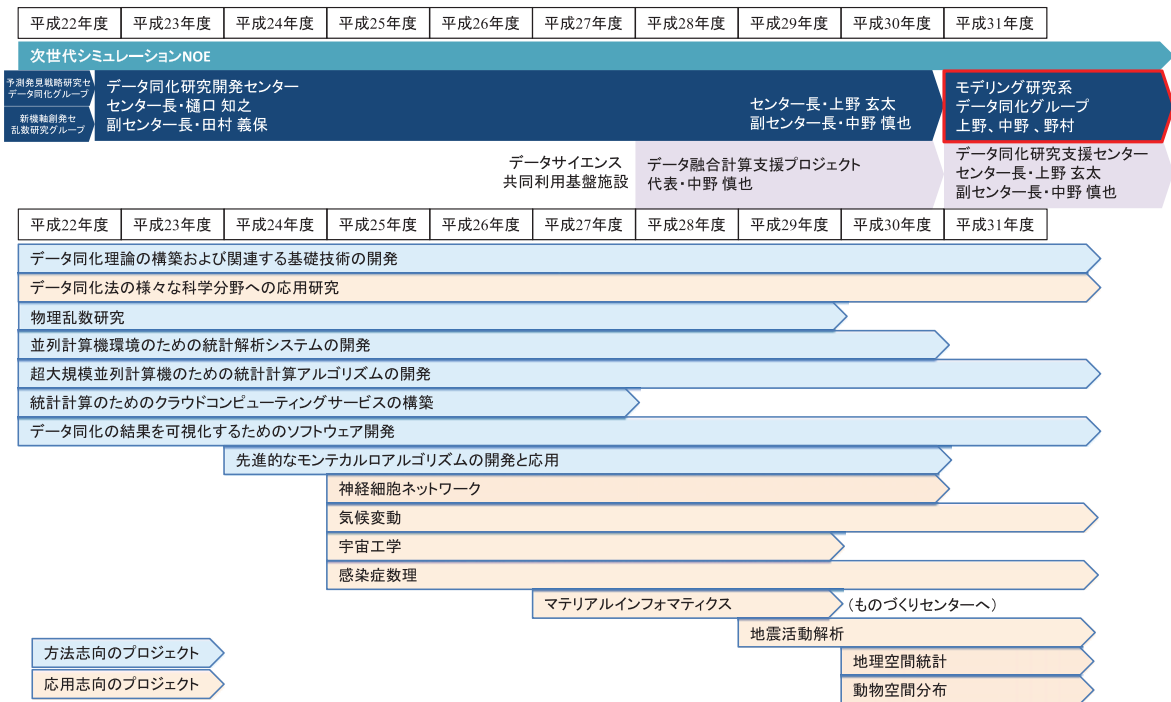 平成22年度 平成23年度 平成24年度 平成25年度 平成26年度 平成27年度 平成28年度 平成29年度 平成30年度 平成31年度
次世代シミュレーションNOE
予測発見戦略研究セ
データ同化グループ
新機軸創発セ
乱数研究グループ
データ同化研究開発センター
センター長・樋口 知之
副センター長・田村 義保
センター長・上野 玄太
副センター長・中野 慎也
モデリング研究系
データ同化グループ
上野、中野、野村
データサイエンス
共同利用基盤施設
データ融合計算支援プロジェクト
代表・中野 慎也
データ同化研究支援センター
センター長・上野 玄太
副センター長・中野 慎也
平成22年度 平成23年度 平成24年度 平成25年度 平成26年度 平成27年度 平成28年度 平成29年度 平成30年度 平成31年度
データ同化理論の構築および関連する基礎技術の開発
データ同化法の様々な科学分野への応用研究
物理乱数研究
並列計算機環境のための統計解析システムの開発
超大規模並列計算機のための統計計算アルゴリズムの開発
統計計算のためのクラウドコンピューティングサービスの構築
データ同化の結果を可視化するためのソフトウェア開発
先進的なモンテカルロアルゴリズムの開発と応用
神経細胞ネットワーク
気候変動
宇宙工学
感染症数理
マテリアルインフォマティクス (ものづくりセンターへ)
地震活動解析
方法志向のプロジェクト
地理空間統計
応用志向のプロジェクト
動物空間分布